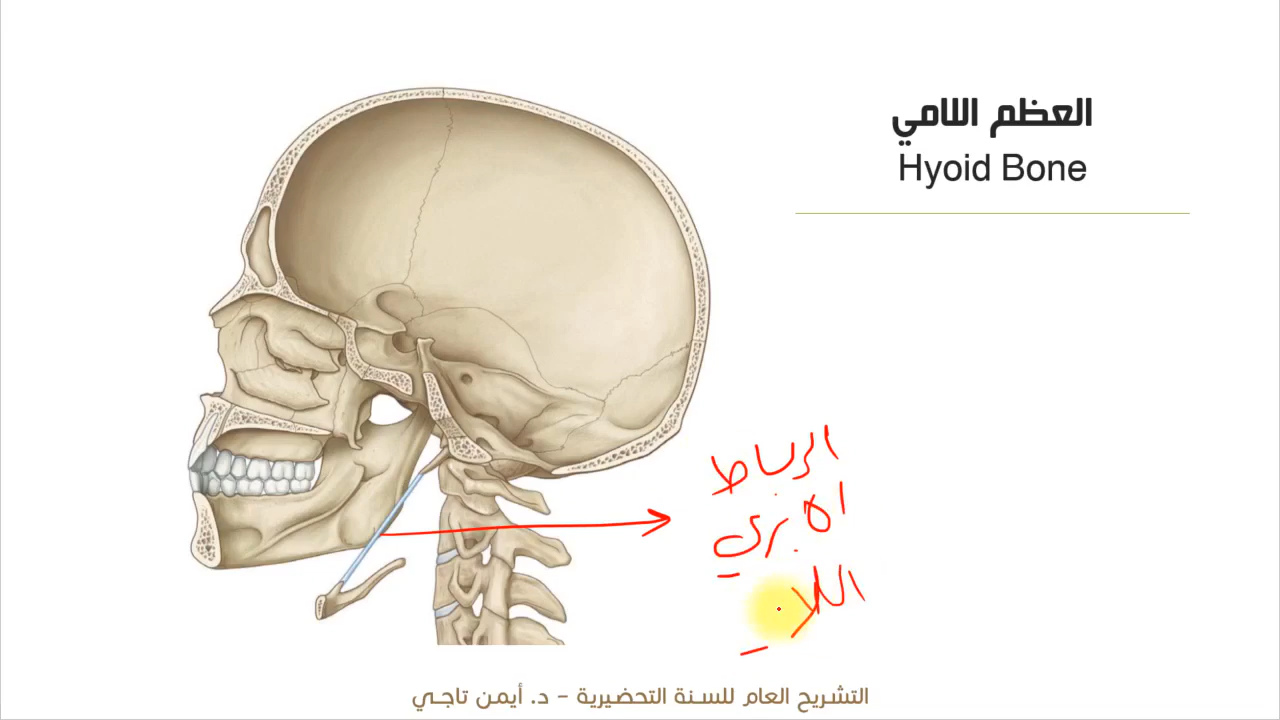 العظم اللامي
Hyoid Bone
الرباط
الابري
التشريح العام للسنة التحضيرية - د. أيمن تاجي